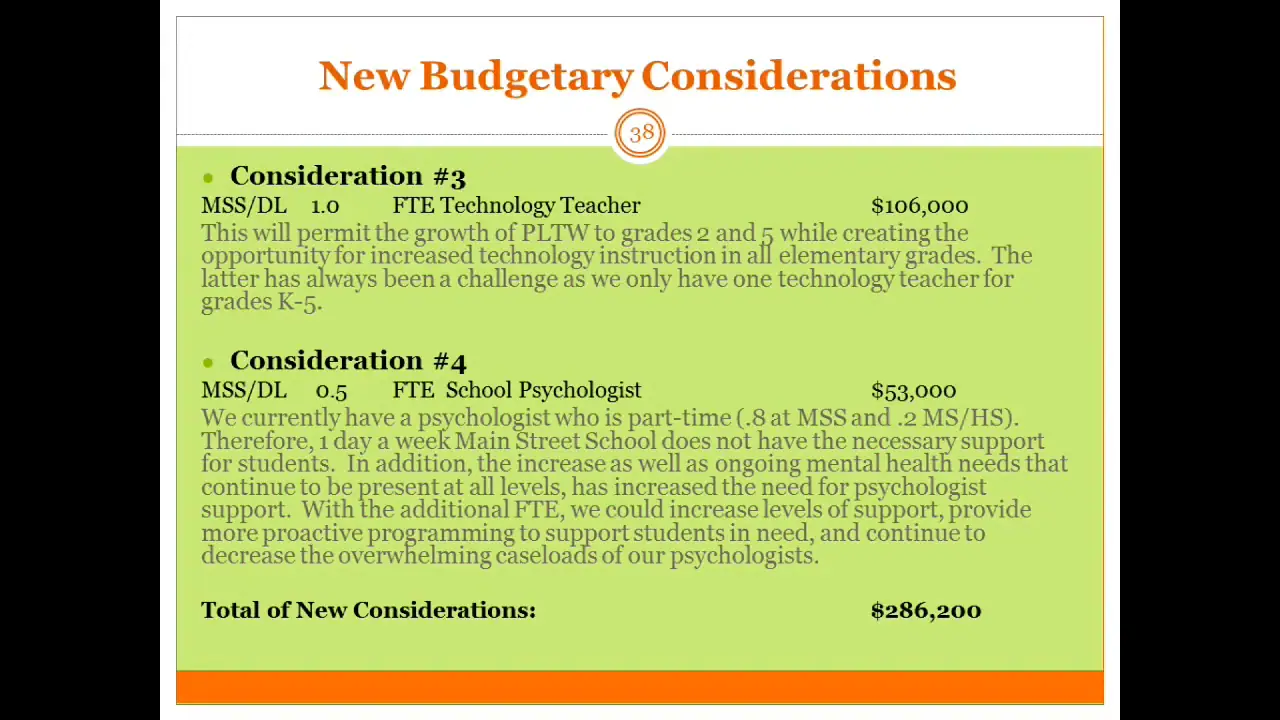 New Budgetary Considerations
38
• Consideration #3
MSS/DL 1.0 FTE Technology Teacher $106,000
This will permit the growth of PLTW to grades 2 and 5 while creating the
opportunity for increased technology instruction in all elementary grades. The
latter has always been a challenge as we only have one technology teacher for
grades K-5.
• Consideration #4
MSS/DL 0.5 FTE School Psychologist $53,000
We currently have a psychologist who is part-time (.8 at MSS and .2 MS/HS).
Therefore, 1 day a week Main Street School does not have the necessary support
for students. In addition, the increase as well as ongoing mental health needs that
continue to be present at all levels, has increased the need for psychologist
support. With the additional FTE, we could increase levels of support, provide
more proactive programming to support students in need, and continue to
decrease the overwhelming caseloads of our psychologists.
Total of New Considerations: $286,200